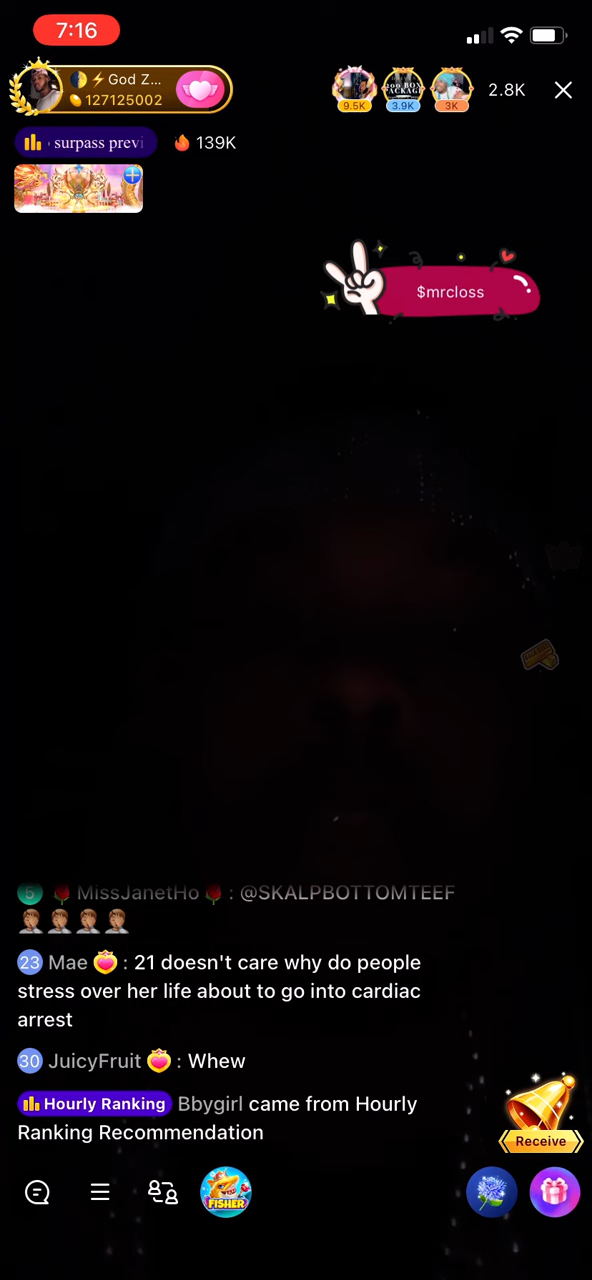 7:16
God Z...
127125002
9.5K
3.9K
3K
2.8K
surpass previ
139K
$mrcloss
5 MissJanetHo : @SKALPBOTTOMTEEF
23 Mae : 21 doesn't care why do people
stress over her life about to go into cardiac
arrest
30 JuicyFruit : Whew
Hourly Ranking Bbygirl came from Hourly
Ranking Recommendation
Receive
FISHER